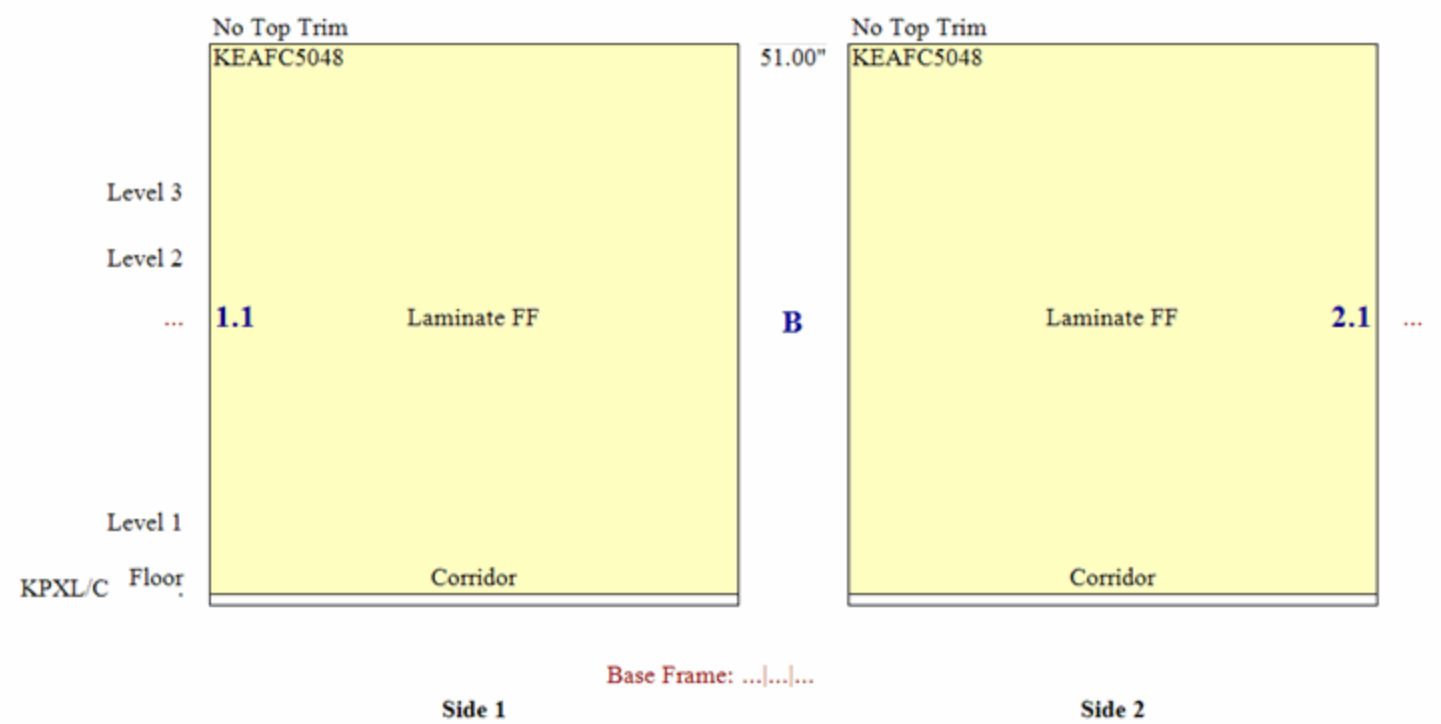 No Top Trim No Top Trim
KEAFC5048 51.00" KEAFC5048
Level 3
Level 2
... 1.1 Laminate FF B Laminate FF 2.1 ...
Level 1
KPXL/C Floor : Corridor Corridor
Base Frame: ...|...|...
Side 1 Side 2